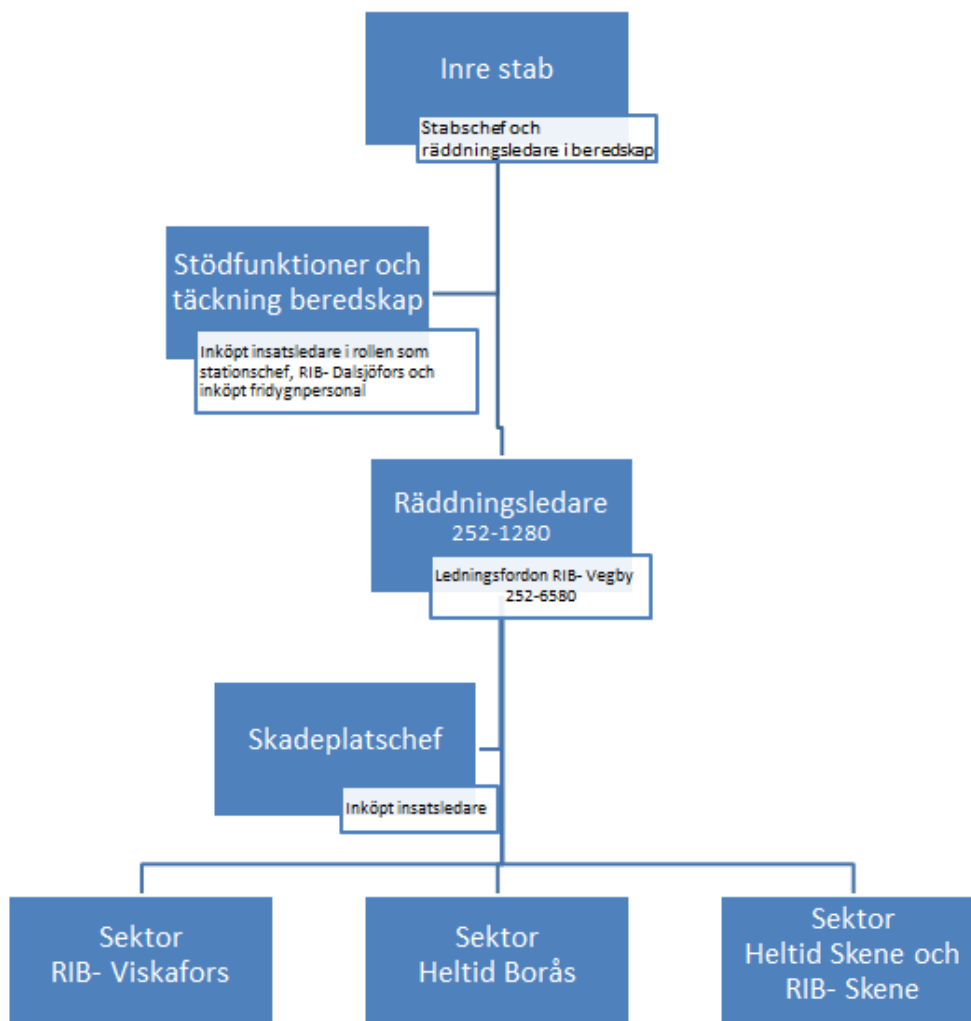 Inre stab
Stabschef och
räddningsledare i beredskap
Stödfunktioner och
täckning beredskap
Inköpt insatsledare i rollen som
stationschef, RIB- Dalsjöfors och
inköpt fridygnpersonal
Räddningsledare
252-1280
Ledningsfordon RIB- Vegby
252-6580
Skadeplatschef
Inköpt insatsledare
Sektor
RIB- Viskafors
Sektor
Heltid Borås
Sektor
Heltid Skene och
RIB- Skene